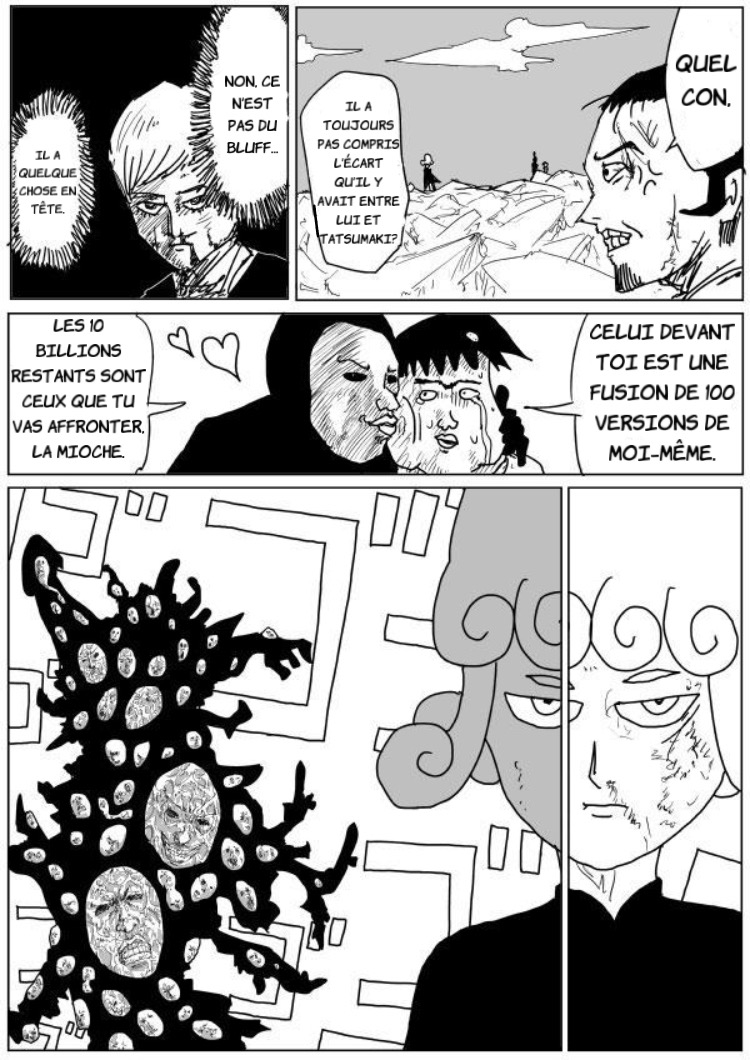 QUEL
CON.
IL A
TOUJOURS
PAS COMPRIS
L'ÉCART
QU'IL Y
AVAIT ENTRE
LUI ET
TATSUMAKI?
NON, CE
N'EST
PAS DU
BLUFF...
IL A
QUELQUE
CHOSE EN
TÊTE.
CELUI DEVANT
TOI EST UNE
FUSION DE 100
VERSIONS DE
MOI-MÊME.
LES 10
BILLIONS
RESTANTS SONT
CEUX QUE TU
VAS AFFRONTER,
LA MIOCHE.